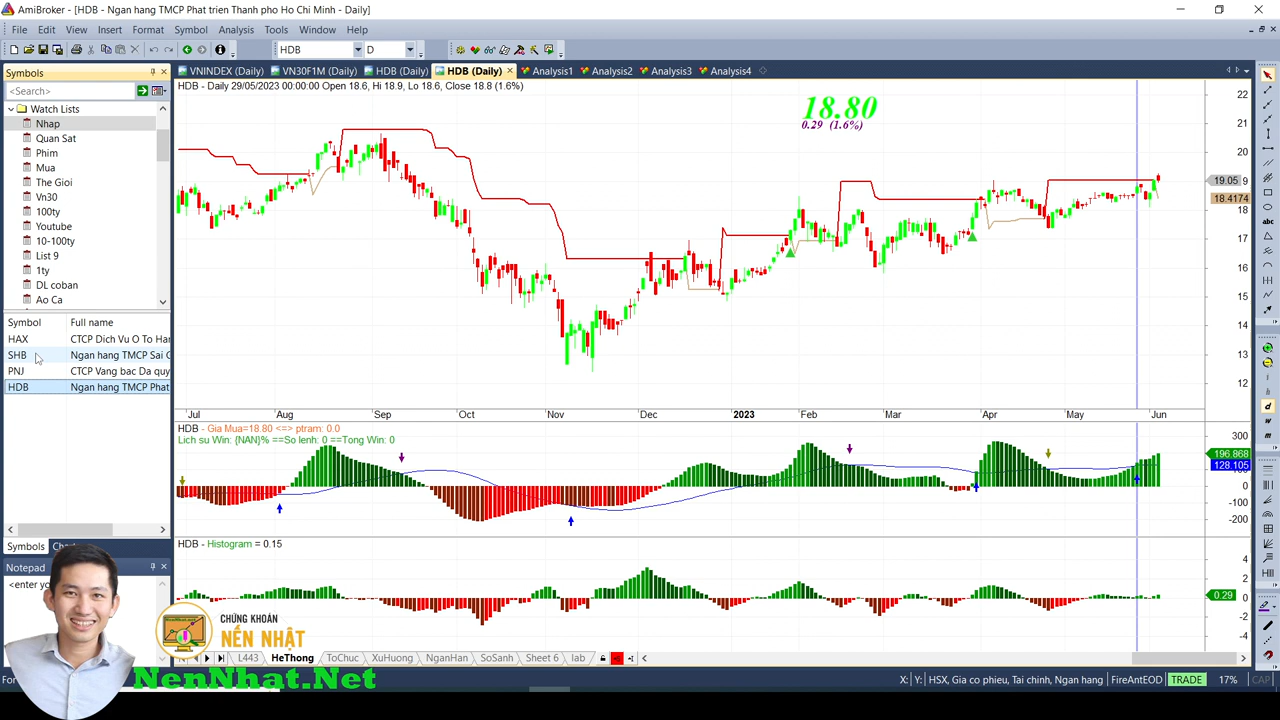 AmiBroker - [HDB - Ngan hang TMCP Phat trien Thanh pho Ho Chi Minh - Daily]
File Edit View Insert Format Symbol Analysis Tools Window Help
HDB D
Symbols
VNINDEX (Daily) VN30F1M (Daily) HDB (Daily) HDB (Daily) Analysis1 Analysis2 Analysis3 Analysis4
<Search>
Watch Lists
Nhap
Quan Sat
Phim
Mua
The Gioi
Vn30
100ty
Youtube
10-100ty
List 9
1ty
DL coban
Ao Ca
Symbol Full name
HAX CTCP Dich Vu O To Han
SHB Ngan hang TMCP Sai G
PNJ CTCP Vang bac Da quy
HDB Ngan hang TMCP Phat
Symbols
Notepad
HDB - Daily 29/05/2023 00:00:00 Open 18.6, Hi 18.9, Lo 18.6, Close 18.8 (1.6%)
18.80
0.29 (1.6%)
22
21
20
19.05 9
18.4174
18
17
16
15
14
13
12
Jul Aug Sep Oct Nov Dec 2023 Feb Mar Apr May Jun
HDB - Gia Mua=18.80 <=> ptram: 0.0
Lich su Win: {NAN}% ==So lenh: 0 ==Tong Win: 0
300
196.868
128.105
0
-100
-200
HDB - Histogram = 0.15
4
2
0.29
-2
-4
CHỨNG KHOÁN
NẾN NHẬT
L443 HeThong ToChuc XuHuong NganHan SoSanh Sheet 6 lab
NenNhat.Net
X: Y: HSX, Gia co phieu, Tai chinh, Ngan hang FireAntEOD TRADE 17% CAP